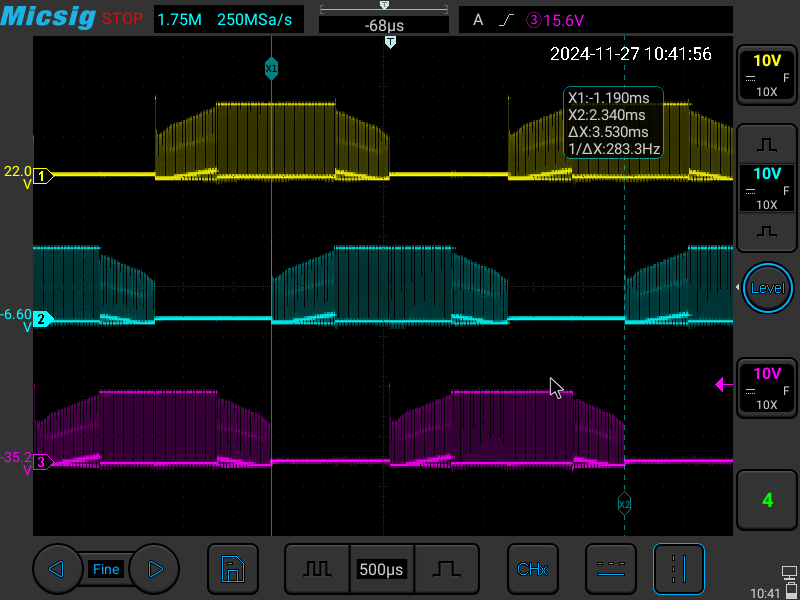 Micsig STOP 1.75M 250MSa/s -68μs A 3 15.6V
T
T
2024-11-27 10:41:56
X1
X1:-1.190ms
X2:2.340ms
ΔX:3.530ms
1/ΔX:283.3Hz
22.0
V
1
-6.60
V
2
-35.2
V
3
X2
10V
F
10X
10V
F
10X
Level
10V
F
10X
4
Fine
500μs
CHx
10:41